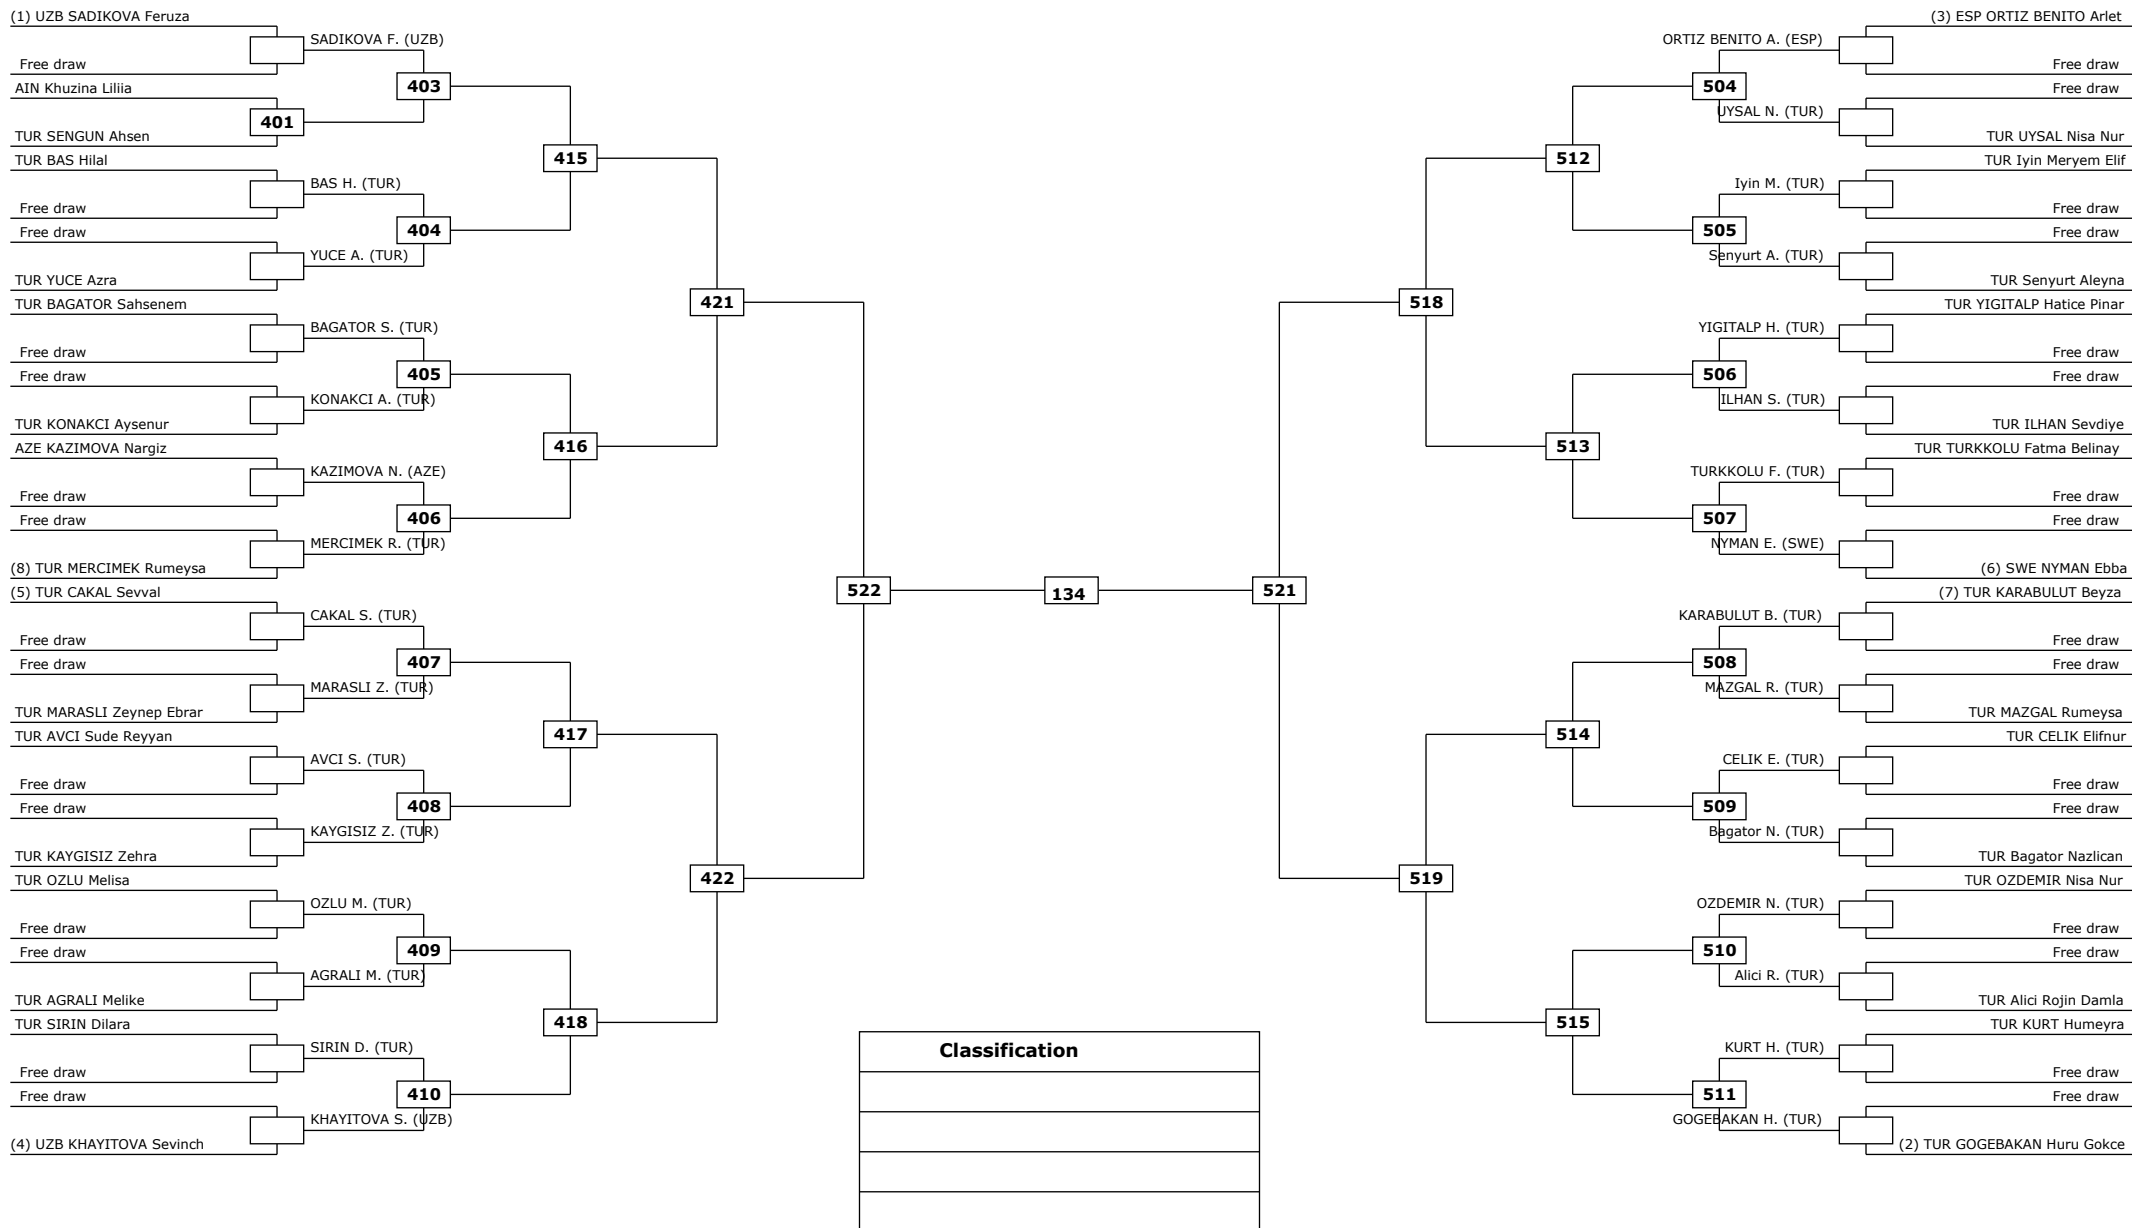 (1) UZB SADIKOVA Feruza
SADIKOVA F. (UZB)
Free draw
403
AIN Khuzina Liliia
401
TUR SENGUN Ahsen
415
TUR BAS Hilal
BAS H. (TUR)
Free draw
404
Free draw
YUCE A. (TUR)
TUR YUCE Azra
421
TUR BAGATOR Sahsenem
BAGATOR S. (TUR)
Free draw
405
Free draw
KONAKCI A. (TUR)
TUR KONAKCI Aysenur
416
AZE KAZIMOVA Nargiz
KAZIMOVA N. (AZE)
Free draw
406
Free draw
MERCIMEK R. (TUR)
(8) TUR MERCIMEK Rumeysa
522
(5) TUR CAKAL Sevval
CAKAL S. (TUR)
Free draw
407
Free draw
MARASLI Z. (TUR)
TUR MARASLI Zeynep Ebrar
417
TUR AVCI Sude Reyyan
AVCI S. (TUR)
Free draw
408
Free draw
KAYGISIZ Z. (TUR)
TUR KAYGISIZ Zehra
422
TUR OZLU Melisa
OZLU M. (TUR)
Free draw
409
Free draw
AGRALI M. (TUR)
TUR AGRALI Melike
418
TUR SIRIN Dilara
SIRIN D. (TUR)
Free draw
410
Free draw
KHAYITOVA S. (UZB)
(4) UZB KHAYITOVA Sevinch
134
(3) ESP ORTIZ BENITO Arlet
ORTIZ BENITO A. (ESP)
Free draw
504
Free draw
UYSAL N. (TUR)
TUR UYSAL Nisa Nur
512
TUR Iyin Meryem Elif
Iyin M. (TUR)
Free draw
505
Free draw
Senyurt A. (TUR)
TUR Senyurt Aleyna
518
TUR YIGITALP Hatice Pinar
YIGITALP H. (TUR)
Free draw
506
Free draw
ILHAN S. (TUR)
TUR ILHAN Sevdiye
513
TUR TURKKOLU Fatma Belinay
TURKKOLU F. (TUR)
Free draw
507
Free draw
NYMAN E. (SWE)
(6) SWE NYMAN Ebba
521
(7) TUR KARABULUT Beyza
KARABULUT B. (TUR)
Free draw
508
Free draw
MAZGAL R. (TUR)
TUR MAZGAL Rumeysa
514
TUR CELIK Elifnur
CELIK E. (TUR)
Free draw
509
Free draw
Bagator N. (TUR)
TUR Bagator Nazlican
519
TUR OZDEMIR Nisa Nur
OZDEMIR N. (TUR)
Free draw
510
Free draw
Alici R. (TUR)
TUR Alici Rojin Damla
515
TUR KURT Humeyra
KURT H. (TUR)
Free draw
511
Free draw
GOGEBAKAN H. (TUR)
(2) TUR GOGEBAKAN Huru Gokce
Classification